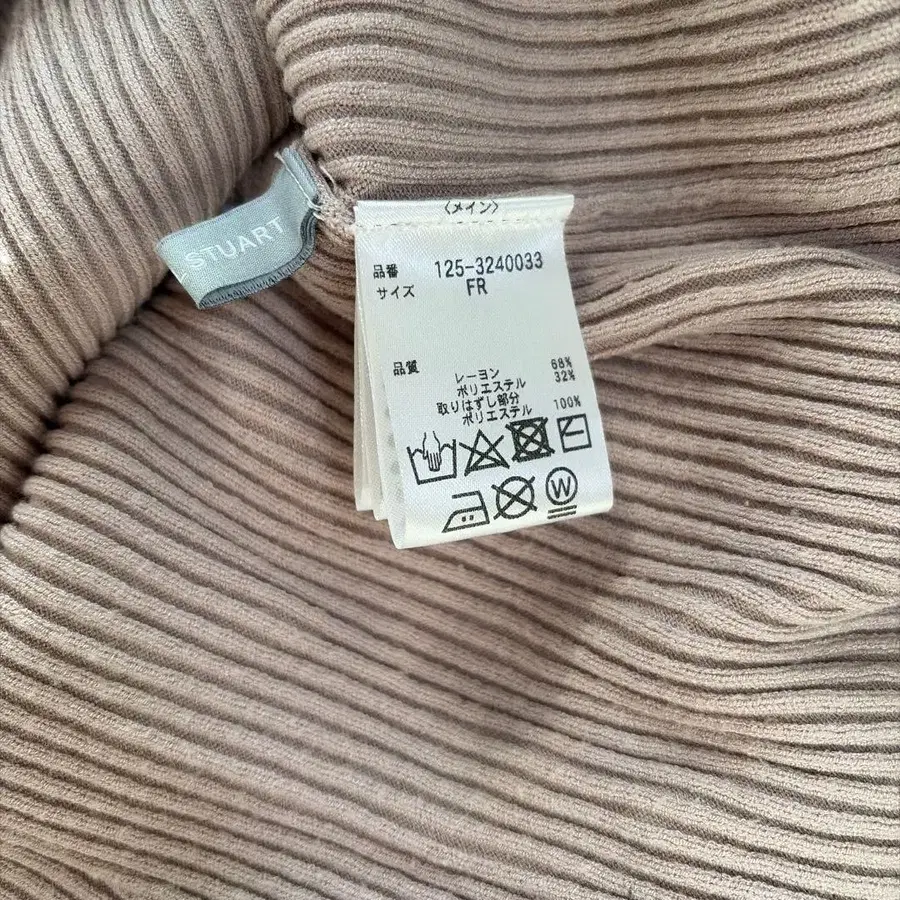 STUART
〈メイン〉
品番 125-3240033
サイズ FR
品質
レーヨン 68%
ポリエステル 32%
取りはずし部分
ポリエステル 100%
W